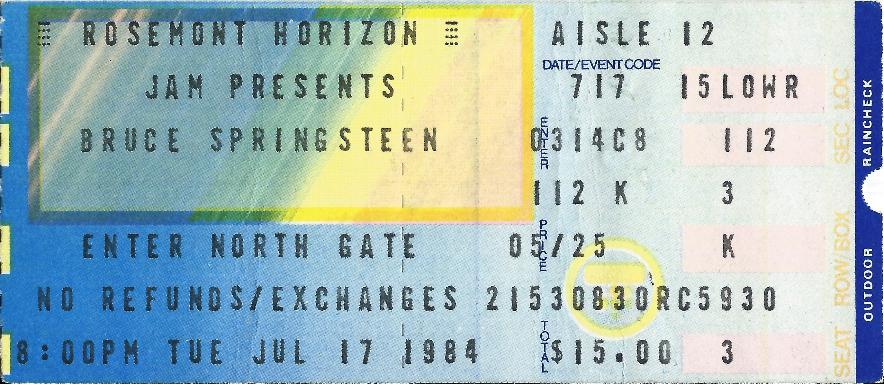 ROSEMONT HORIZON AISLE 12
DATE/EVENT CODE
JAM PRESENTS 717 15LOWR
BRUCE SPRINGSTEEN 0314C8 112
ENTER
112 K 3
PRICE
ENTER NORTH GATE 05/25 K
NO REFUNDS/EXCHANGES 21530830RC5930
TOTAL
8:00PM TUE JUL 17 1984 $15.00 3
SEAT ROW/BOX SEC LOC
OUTDOOR RAINCHECK